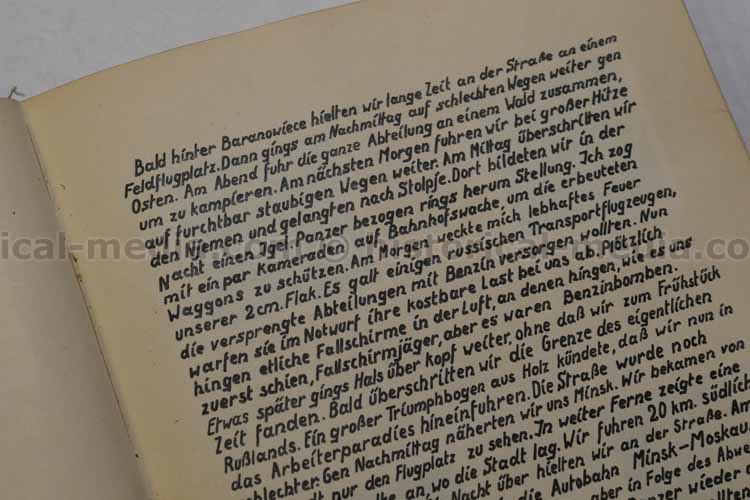 Bald hinter Baranowiece hielten wir lange Zeit an der Straße an einem
Feldflugplatz. Dann gings am Nachmittag auf schlechten Wegen weiter gen
Osten. Am Abend fuhr die ganze Abteilung an einem Wald zusammen,
um zu kampieren. Am nächsten Morgen fuhren wir bei großer Hitze
auf furchtbar staubigen Wegen weiter. Am Mittag überschritten wir
den Njemen und gelangten nach Stolpse. Dort bildeten wir in der
Nacht einen Igel. Panzer bezogen rings herum Stellung. Ich zog
mit ein par Kameraden auf Bahnhofswache, um die erbeuteten
Waggons zu schützen. Am Morgen weckte mich lebhaftes Feuer
unserer 2 cm. Flak. Es galt einigen russischen Transportflugzeugen,
die versprengte Abteilungen mit Benzin versorgen wollten. Nun
warfen sie im Notwurf ihre kostbare Last bei uns ab. Plötzlich
hingen etliche Fallschirme in der Luft, an denen hingen, wie es uns
zuerst schien, Fallschirmjäger, aber es waren Benzinbomben.
Etwas später gings Hals über kopf weiter, ohne daß wir zum Frühstück
Zeit fanden. Bald überschritten wir die Grenze des eigentlichen
Rußlands. Ein großer Triumphbogen aus Holz kündete, daß wir nun in
das Arbeiterparadies hineinfuhren. Die Straße wurde noch
schlechter. Gen Nachmittag näherten wir uns Minsk. Wir bekamen von
nur den Flugplatz zu sehen. In weiter Ferne zeigte eine
an, wo die Stadt lag. Wir fuhren 20 km. südlich
Nacht über hielten wir an der Straße. Am
die Autobahn Minsk-Moskau.
in Folge des Abwe
wieder